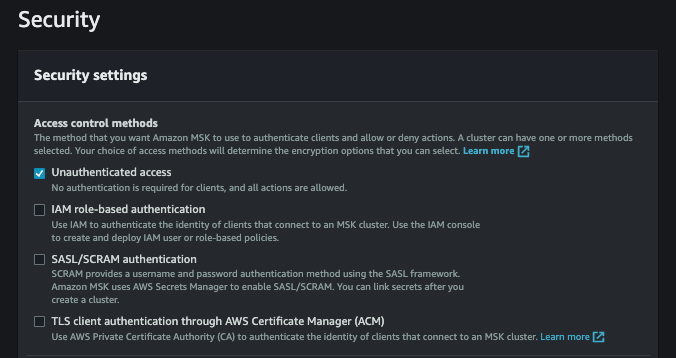 Security
Security settings
Access control methods
The method that you want Amazon MSK to use to authenticate clients and allow or deny actions. A cluster can have one or more methods
selected. Your choice of access methods will determine the encryption options that you can select. Learn more
Unauthenticated access
No authentication is required for clients, and all actions are allowed.
IAM role-based authentication
Use IAM to authenticate the identity of clients that connect to an MSK cluster. Use the IAM console
to create and deploy IAM user or role-based policies.
SASL/SCRAM authentication
SCRAM provides a username and password authentication method using the SASL framework.
Amazon MSK uses AWS Secrets Manager to enable SASL/SCRAM. You can link secrets after you
create a cluster.
TLS client authentication through AWS Certificate Manager (ACM)
Use AWS Private Certificate Authority (CA) to authenticate the identity of clients that connect to an MSK cluster. Learn more